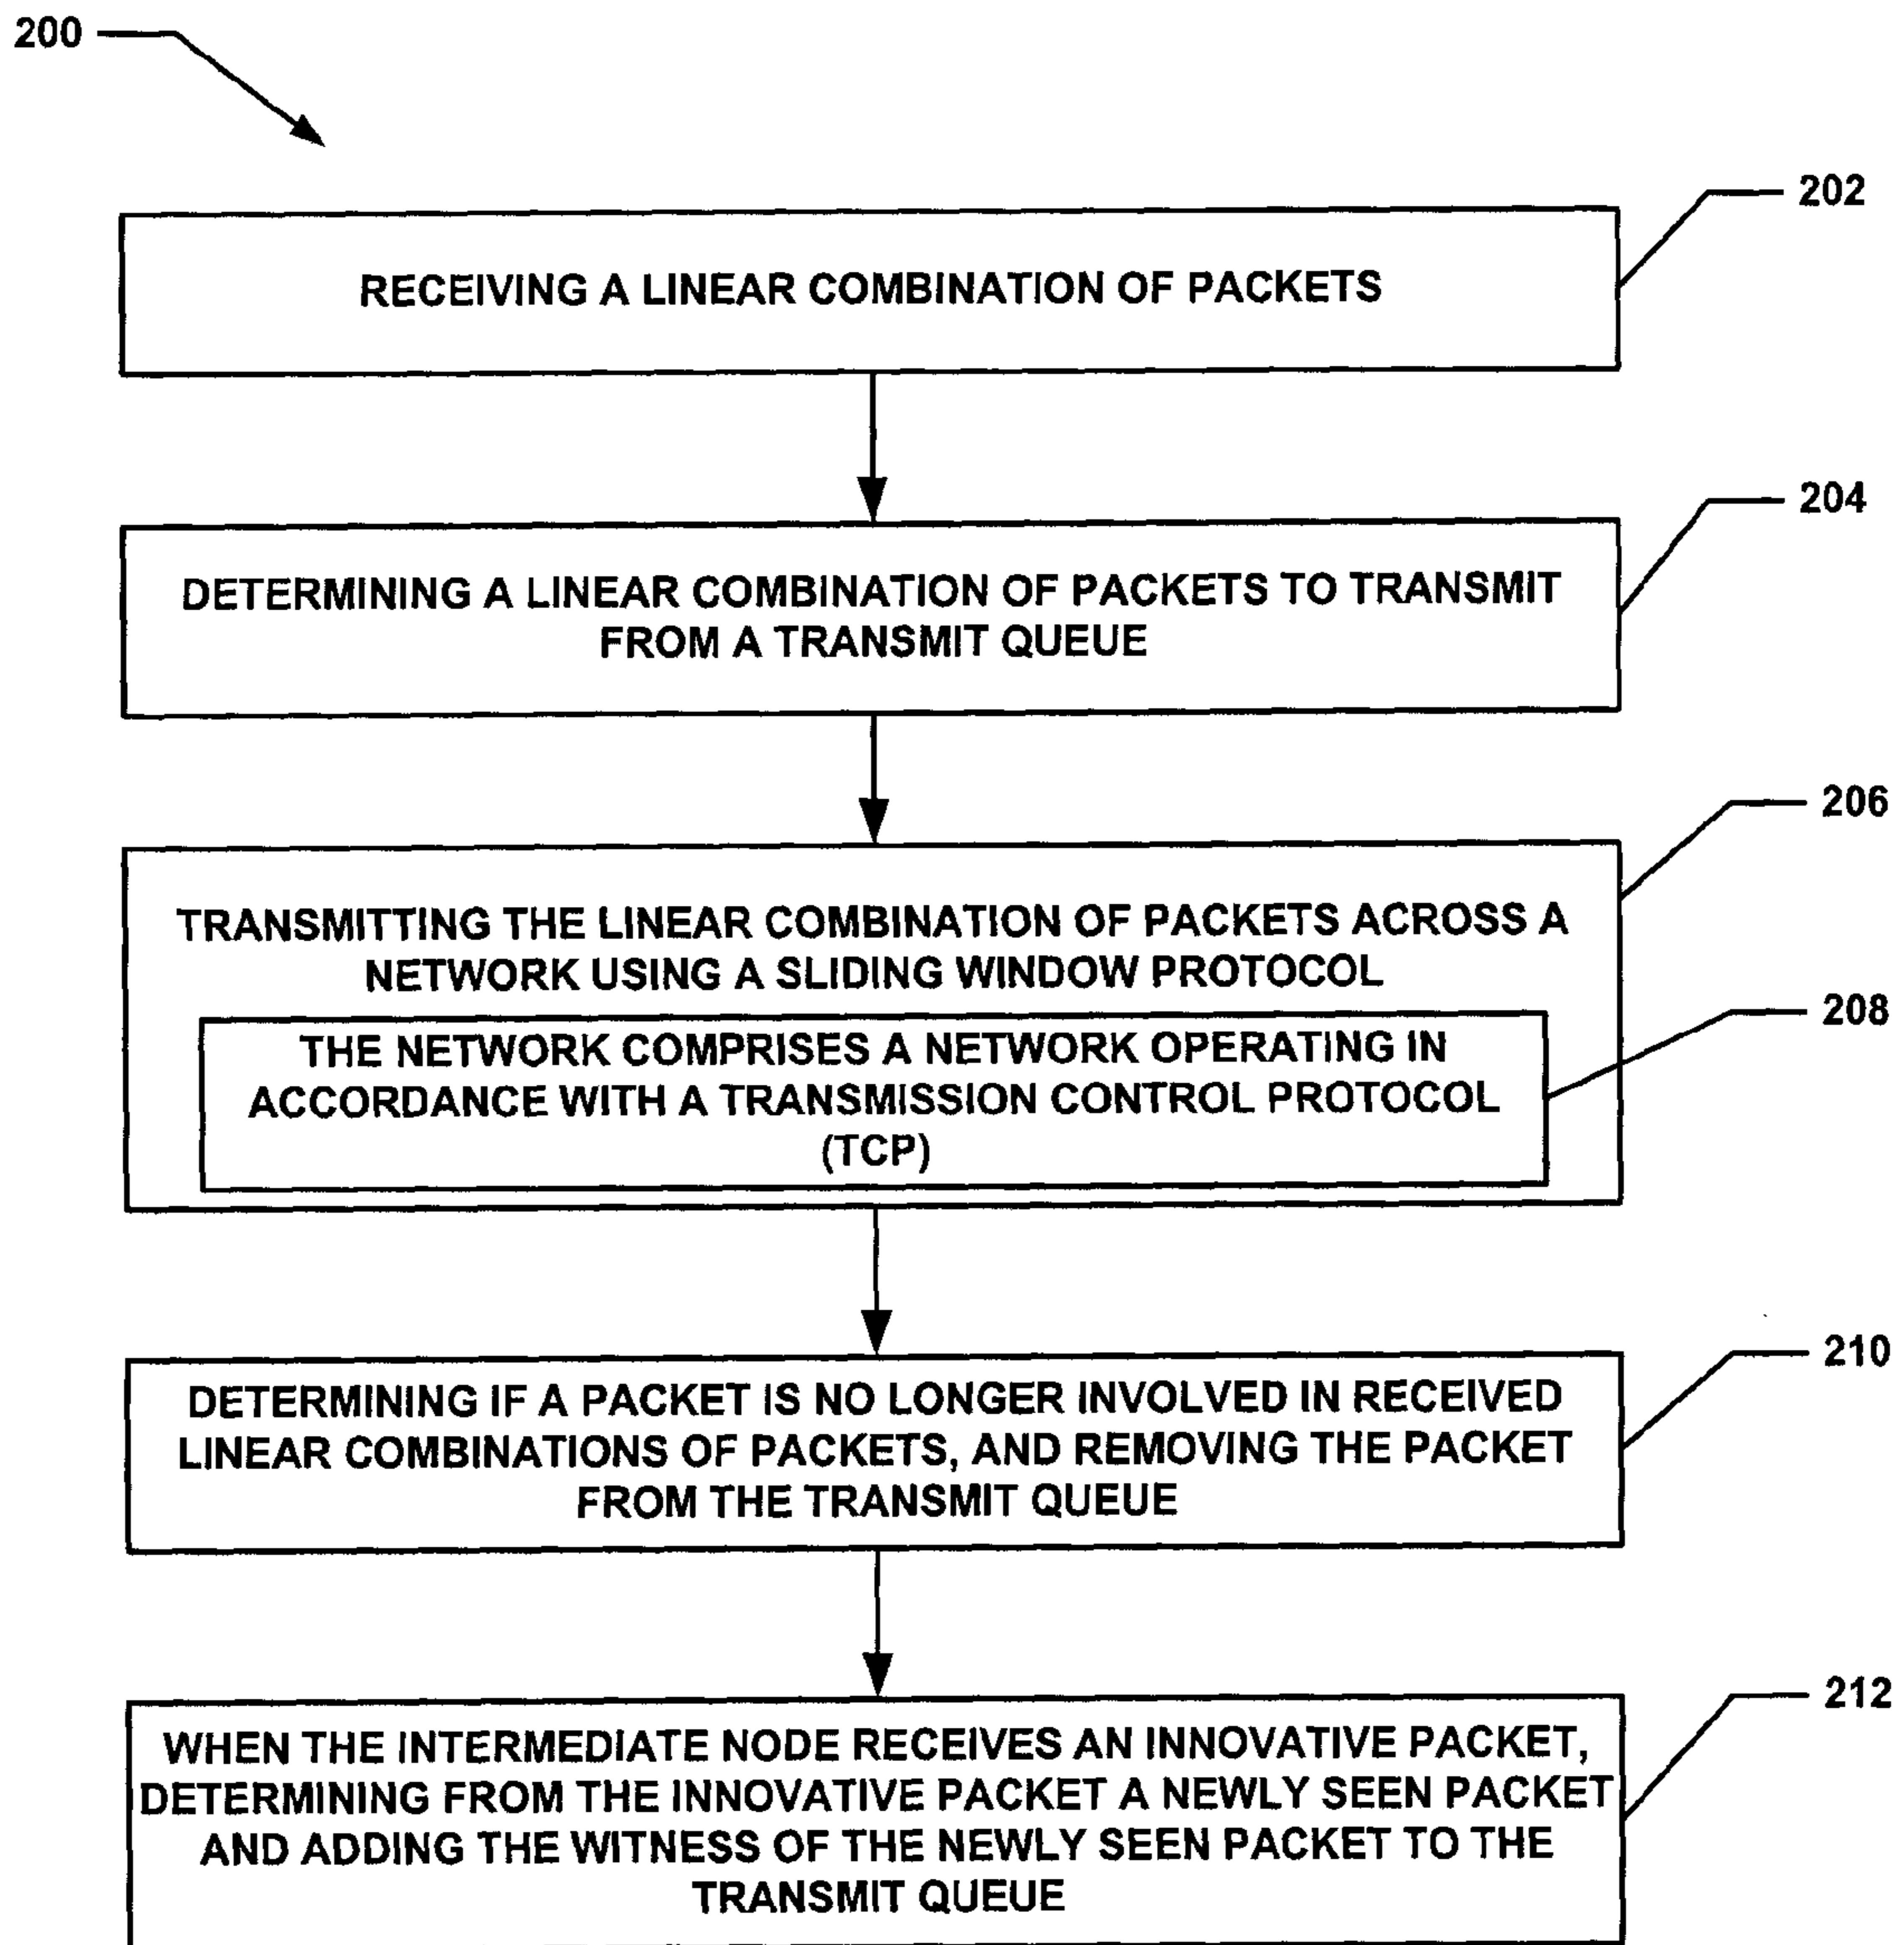 200
202
RECEIVING A LINEAR COMBINATION OF PACKETS
204
DETERMINING A LINEAR COMBINATION OF PACKETS TO TRANSMIT
FROM A TRANSMIT QUEUE
206
TRANSMITTING THE LINEAR COMBINATION OF PACKETS ACROSS A
NETWORK USING A SLIDING WINDOW PROTOCOL
208
THE NETWORK COMPRISES A NETWORK OPERATING IN
ACCORDANCE WITH A TRANSMISSION CONTROL PROTOCOL
(TCP)
210
DETERMINING IF A PACKET IS NO LONGER INVOLVED IN RECEIVED
LINEAR COMBINATIONS OF PACKETS, AND REMOVING THE PACKET
FROM THE TRANSMIT QUEUE
212
WHEN THE INTERMEDIATE NODE RECEIVES AN INNOVATIVE PACKET,
DETERMINING FROM THE INNOVATIVE PACKET A NEWLY SEEN PACKET
AND ADDING THE WITNESS OF THE NEWLY SEEN PACKET TO THE
TRANSMIT QUEUE